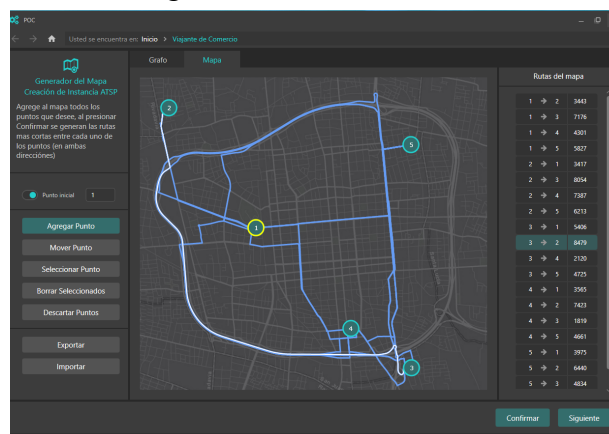 POC
Usted se encuentra en: Inicio > Viajante de Comercio
Generador del Mapa
Creación de Instancia ATSP
Agregue al mapa todos los
puntos que desee, al presionar
Confirmar se generan las rutas
mas cortas entre cada uno de
los puntos (en ambas
direcciónes)
Punto inicial 1
Agregar Punto
Mover Punto
Seleccionar Punto
Borrar Seleccionados
Descartar Puntos
Exportar
Importar
Grafo Mapa
2
5
1
4
3
Rutas del mapa
1 → 2 3443
1 → 3 7176
1 → 4 4301
1 → 5 5827
2 → 1 3417
2 → 3 8054
2 → 4 7387
2 → 5 6213
3 → 1 5406
3 → 2 8479
3 → 4 2120
3 → 5 4725
4 → 1 3565
4 → 2 7423
4 → 3 1819
4 → 5 4661
5 → 1 3975
5 → 2 6440
5 → 3 4834
Confirmar Siguiente